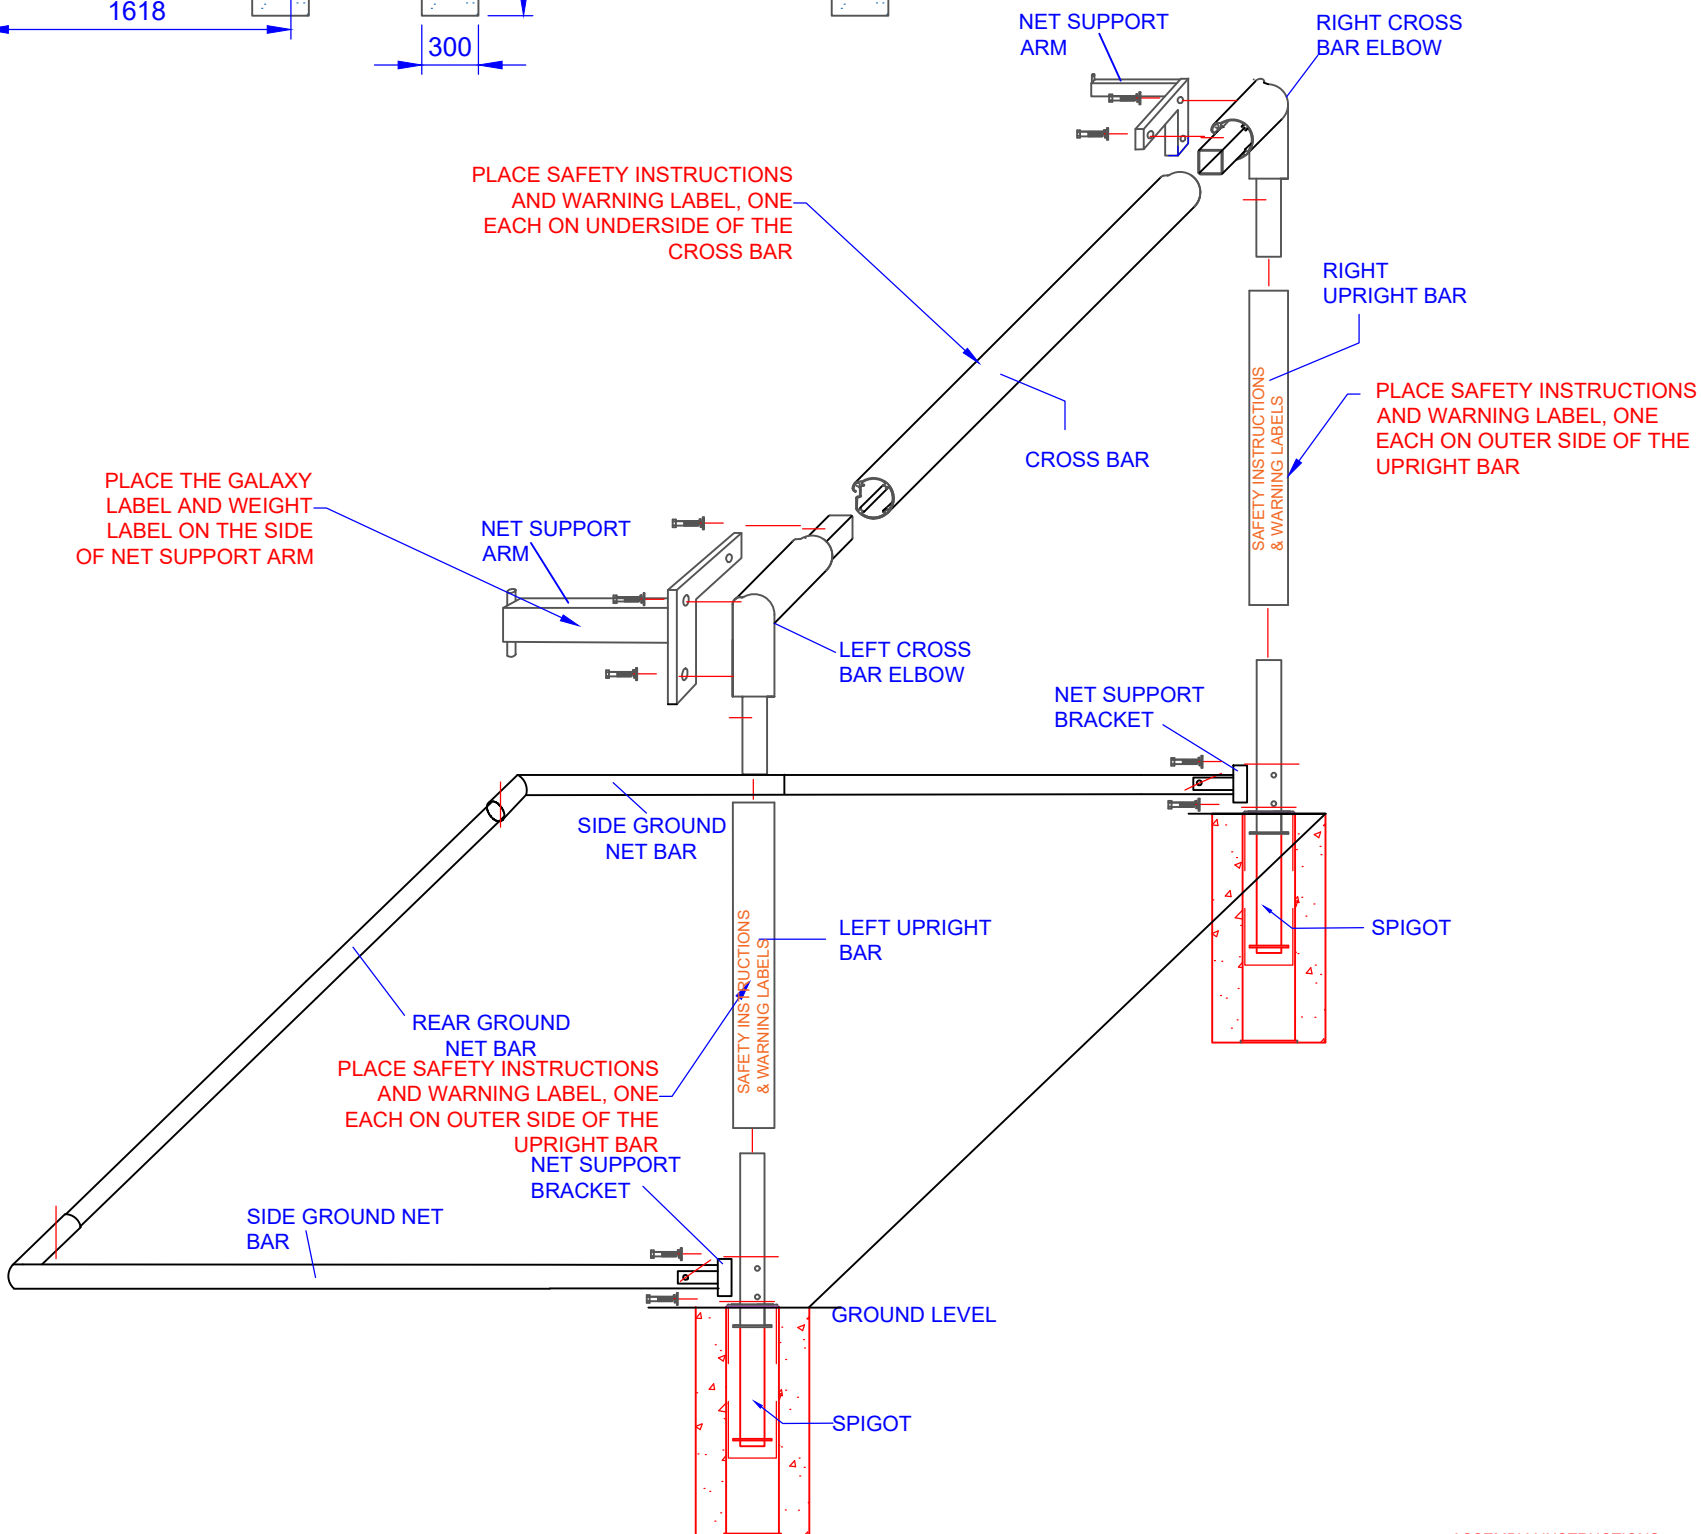 1618
300
NET SUPPORT
ARM
RIGHT CROSS
BAR ELBOW
PLACE SAFETY INSTRUCTIONS
AND WARNING LABEL, ONE
EACH ON UNDERSIDE OF THE
CROSS BAR
RIGHT
UPRIGHT BAR
SAFETY INSTRUCTIONS
& WARNING LABELS
PLACE SAFETY INSTRUCTIONS
AND WARNING LABEL, ONE
EACH ON OUTER SIDE OF THE
UPRIGHT BAR
CROSS BAR
PLACE THE GALAXY
LABEL AND WEIGHT
LABEL ON THE SIDE
OF NET SUPPORT ARM
NET SUPPORT
ARM
LEFT CROSS
BAR ELBOW
NET SUPPORT
BRACKET
SIDE GROUND
NET BAR
LEFT UPRIGHT
BAR
SPIGOT
SAFETY INSTRUCTIONS
& WARNING LABELS
REAR GROUND
NET BAR
PLACE SAFETY INSTRUCTIONS
AND WARNING LABEL, ONE
EACH ON OUTER SIDE OF THE
UPRIGHT BAR
NET SUPPORT
BRACKET
SIDE GROUND NET
BAR
GROUND LEVEL
SPIGOT